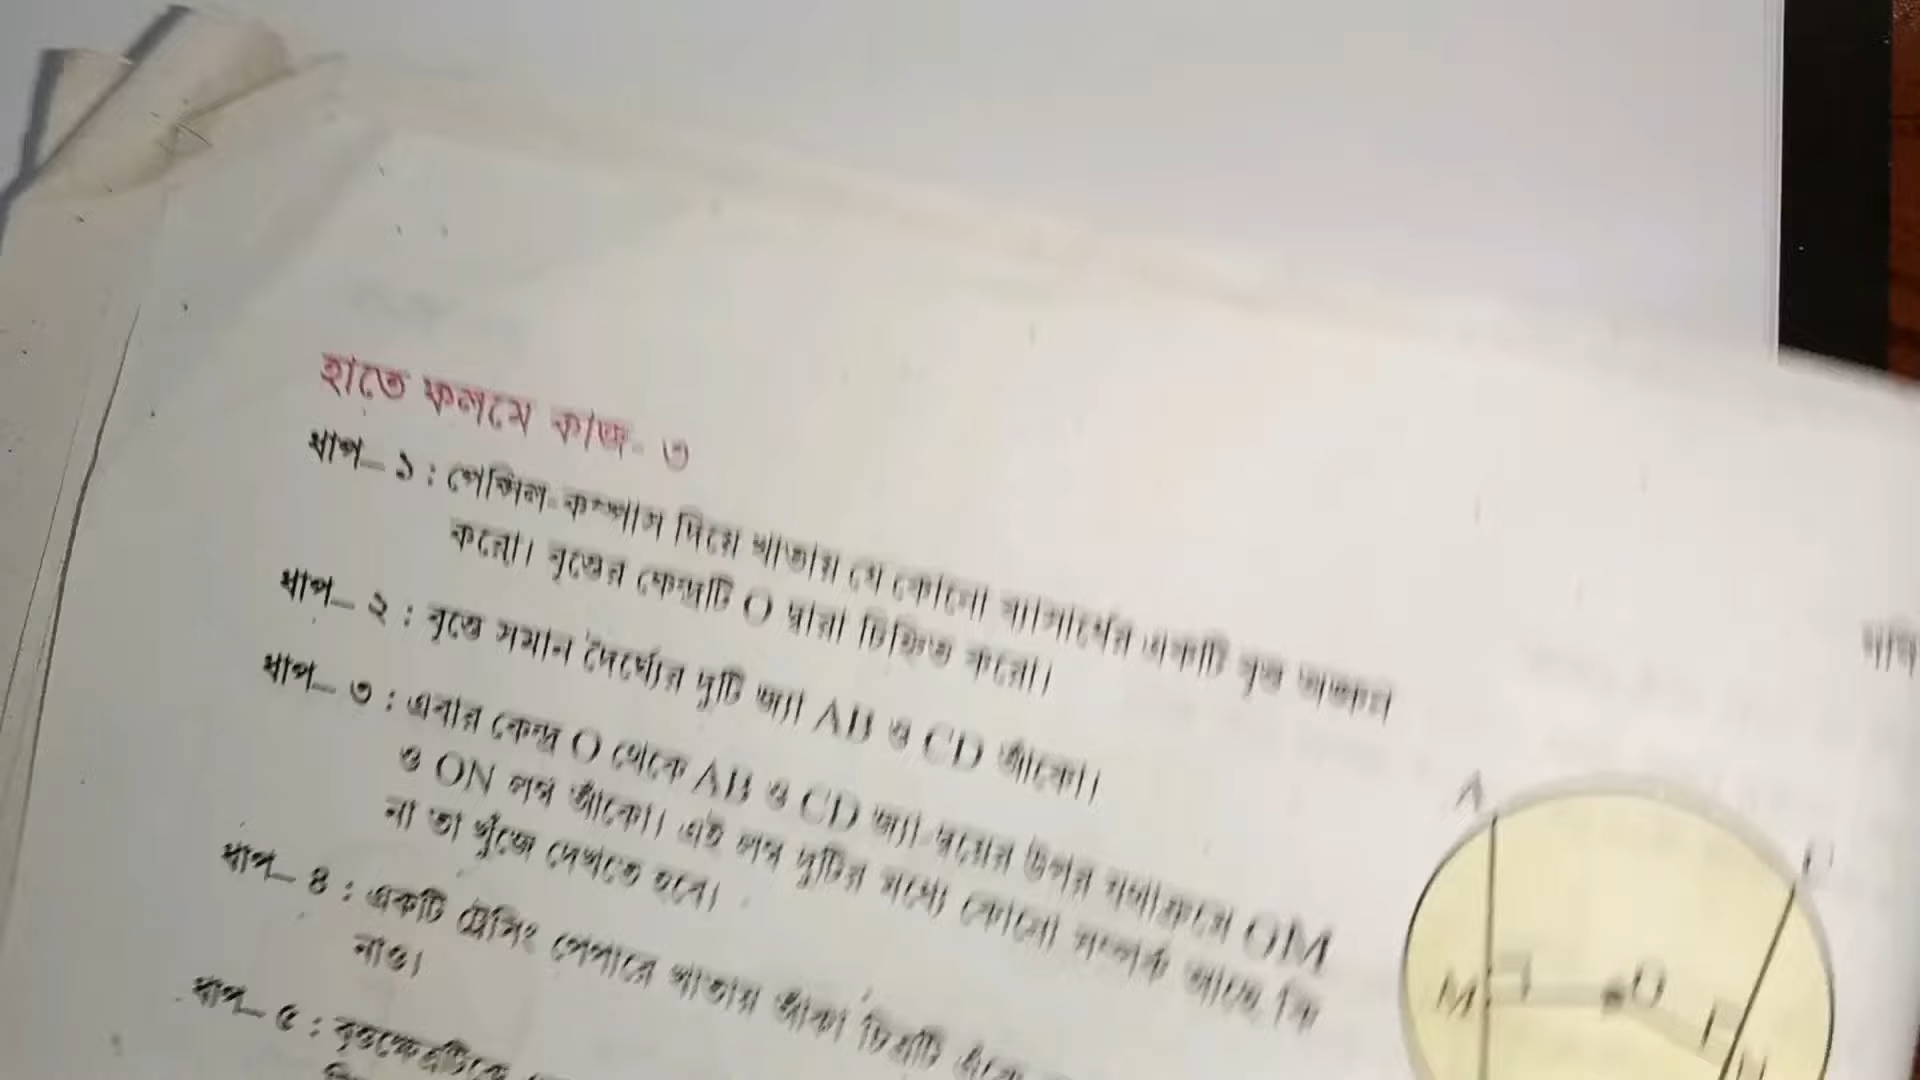 হাতে কলমে কাজ- ৩
ধাপ– ১ : পেন্সিল-কম্পাস দিয়ে খাতায় যে কোনো ব্যাসার্ধের একটি বৃত্ত অঙ্কন
করো। বৃত্তের কেন্দ্রটি O দ্বারা চিহ্নিত করো।
ধাপ– ২ : বৃত্তে সমান দৈর্ঘ্যের দুটি জ্যা AB ও CD আঁকো।
ধাপ– ৩ : এবার কেন্দ্র O থেকে AB ও CD জ্যা-দ্বয়ের উপর যথাক্রমে OM
ও ON লম্ব আঁকো। এই লম্ব দুটির মধ্যে কোনো সম্পর্ক আছে কি
না তা খুঁজে দেখতে হবে।
ধাপ– ৪ : একটি ট্রেসিং পেপারে খাতায় আঁকা চিত্রটি
নাও।
ধাপ– ৫ : বৃত্তক্ষেত্রটিকে
A
C
M
O
N